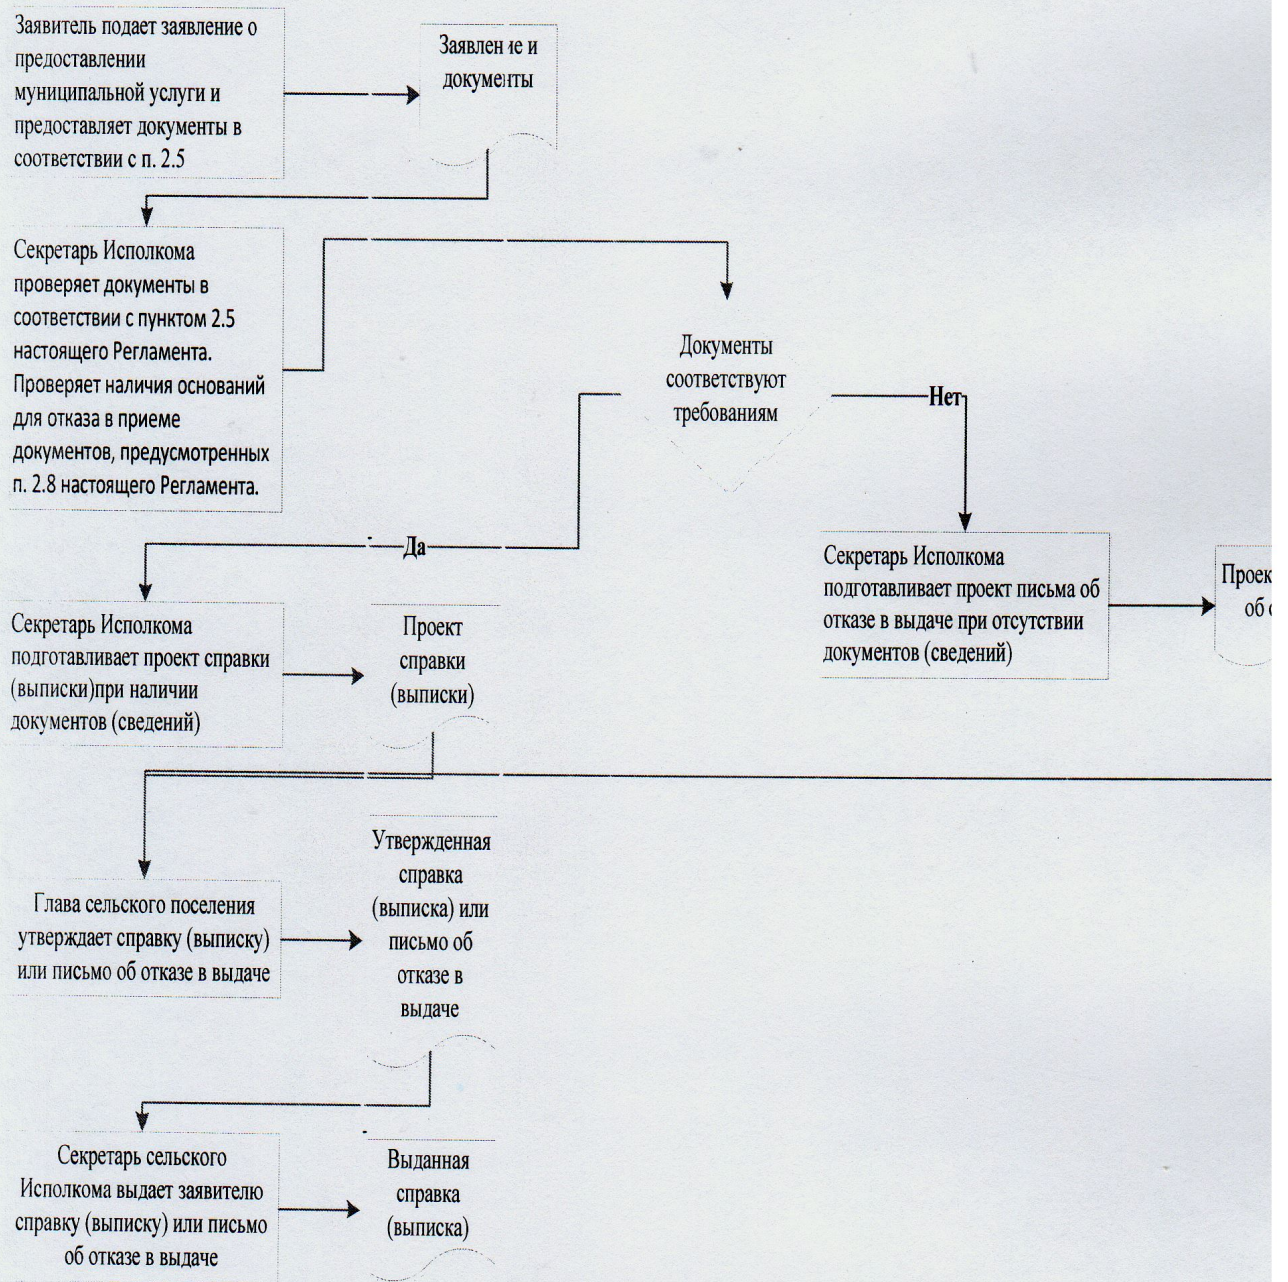 Заявитель подает заявление о
предоставлении
муниципальной услуги и
предоставляет документы в
соответствии с п. 2.5
Заявление и
документы
Секретарь Исполкома
проверяет документы в
соответствии с пунктом 2.5
настоящего Регламента.
Проверяет наличия оснований
для отказа в приеме
документов, предусмотренных
п. 2.8 настоящего Регламента.
Документы
соответствуют
требованиям
Нет
Да
Секретарь Исполкома
подготавливает проект письма об
отказе в выдаче при отсутствии
документов (сведений)
Проек
об о
Секретарь Исполкома
подготавливает проект справки
(выписки)при наличии
документов (сведений)
Проект
справки
(выписки)
Глава сельского поселения
утверждает справку (выписку)
или письмо об отказе в выдаче
Утвержденная
справка
(выписка) или
письмо об
отказе в
выдаче
Секретарь сельского
Исполкома выдает заявителю
справку (выписку) или письмо
об отказе в выдаче
Выданная
справка
(выписка)